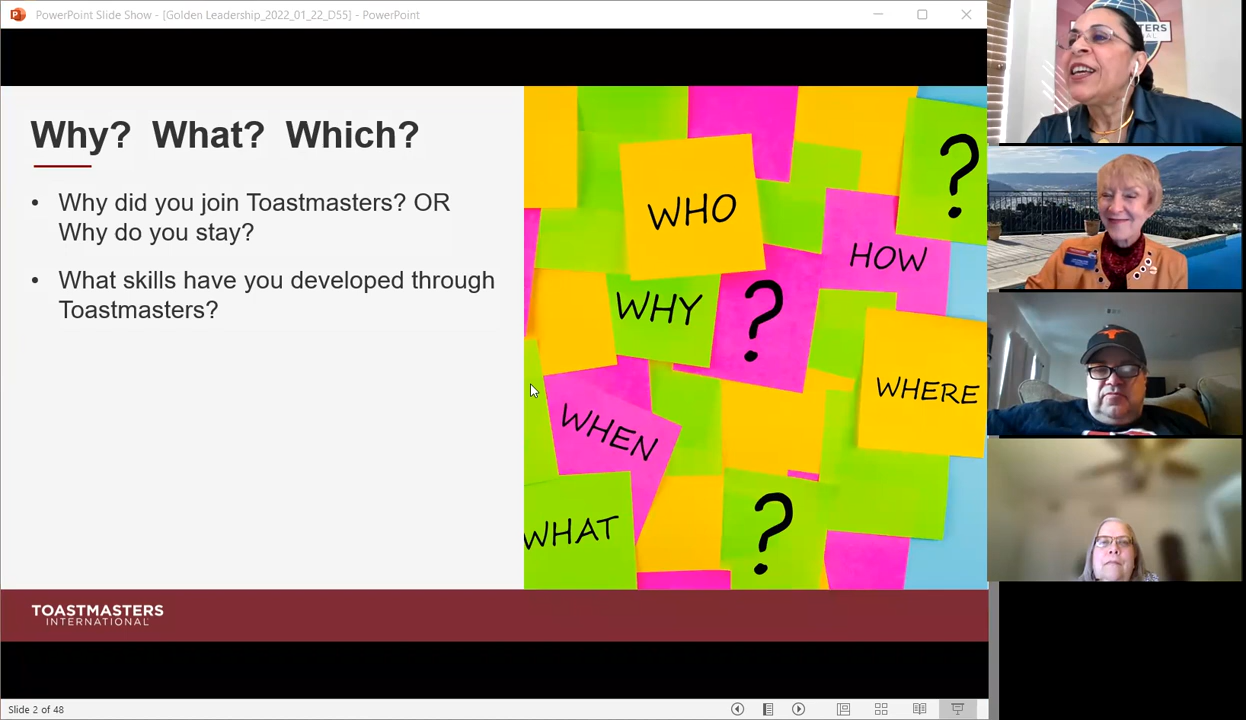 PowerPoint Slide Show - [Golden Leadership_2022_01_22_D55] - PowerPoint
Why? What? Which?
• Why did you join Toastmasters? OR
Why do you stay?
• What skills have you developed through
Toastmasters?
?
WHO
HOW
WHY
?
WHERE
WHEN
WHAT
?
TOASTMASTERS
INTERNATIONAL
Slide 2 of 48